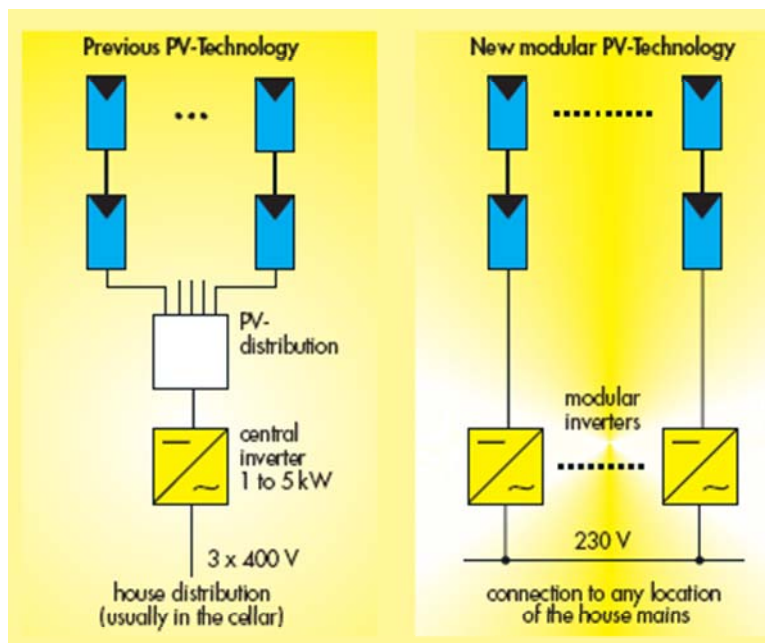 Previous PV-Technology
PV-
distribution
central
inverter
1 to 5 kW
3 x 400 V
house distribution
(usually in the cellar)
New modular PV-Technology
modular
inverters
230 V
connection to any location
of the house mains